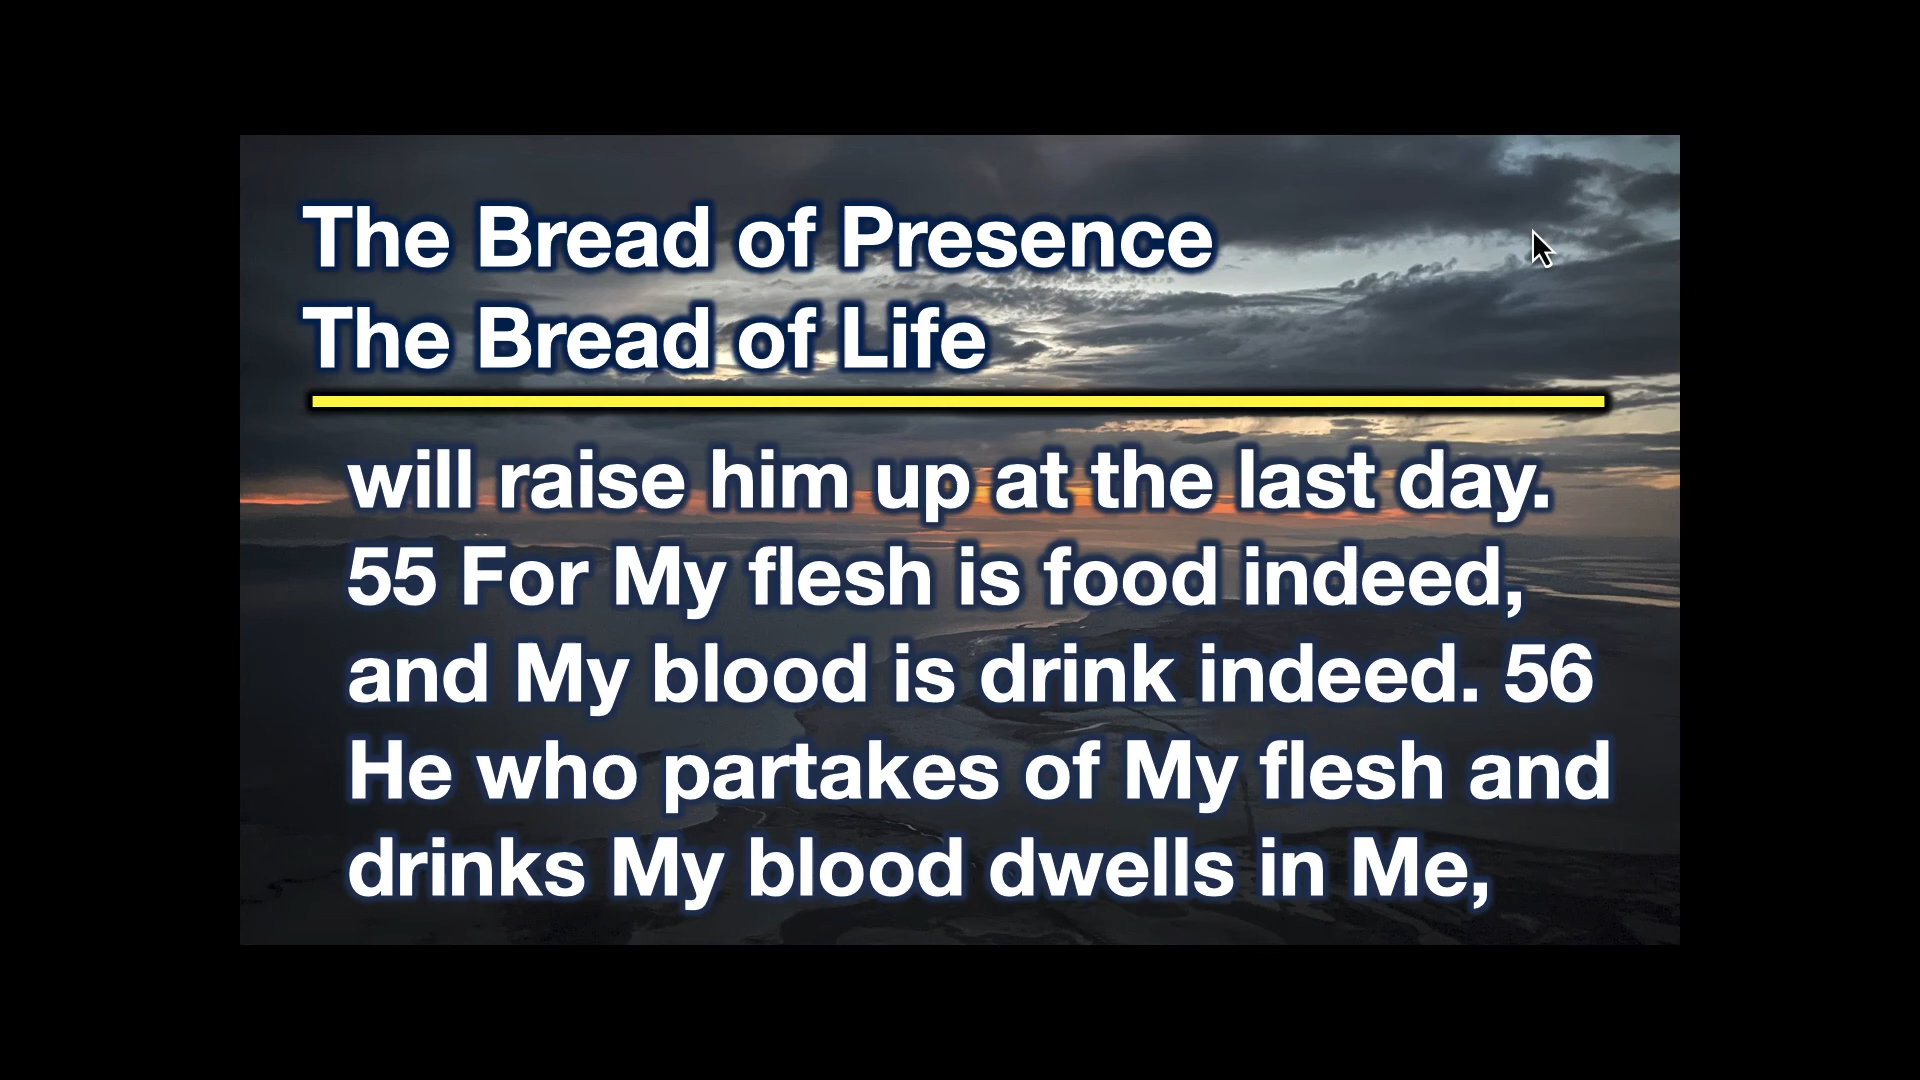 The Bread of Presence
The Bread of Life
will raise him up at the last day.
55 For My flesh is food indeed,
and My blood is drink indeed. 56
He who partakes of My flesh and
drinks My blood dwells in Me,